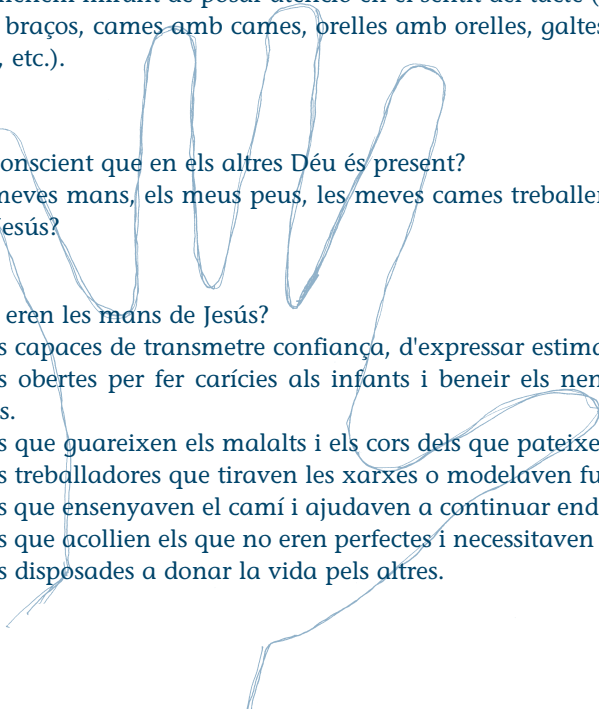 braços, cames amb cames, orelles amb orelles, galtes
, etc.).
onscient que en els altres Déu és present?
meves mans, els meus peus, les meves cames treballen
Jesús?
eren les mans de Jesús?
s capaces de transmetre confiança, d'expressar estima
s obertes per fer carícies als infants i beneir els nen
s.
s que guareixen els malalts i els cors dels que pateixe
s treballadores que tiraven les xarxes o modelaven fu
s que ensenyaven el camí i ajudaven a continuar end
s que acollien els que no eren perfectes i necessitaven
s disposades a donar la vida pels altres.